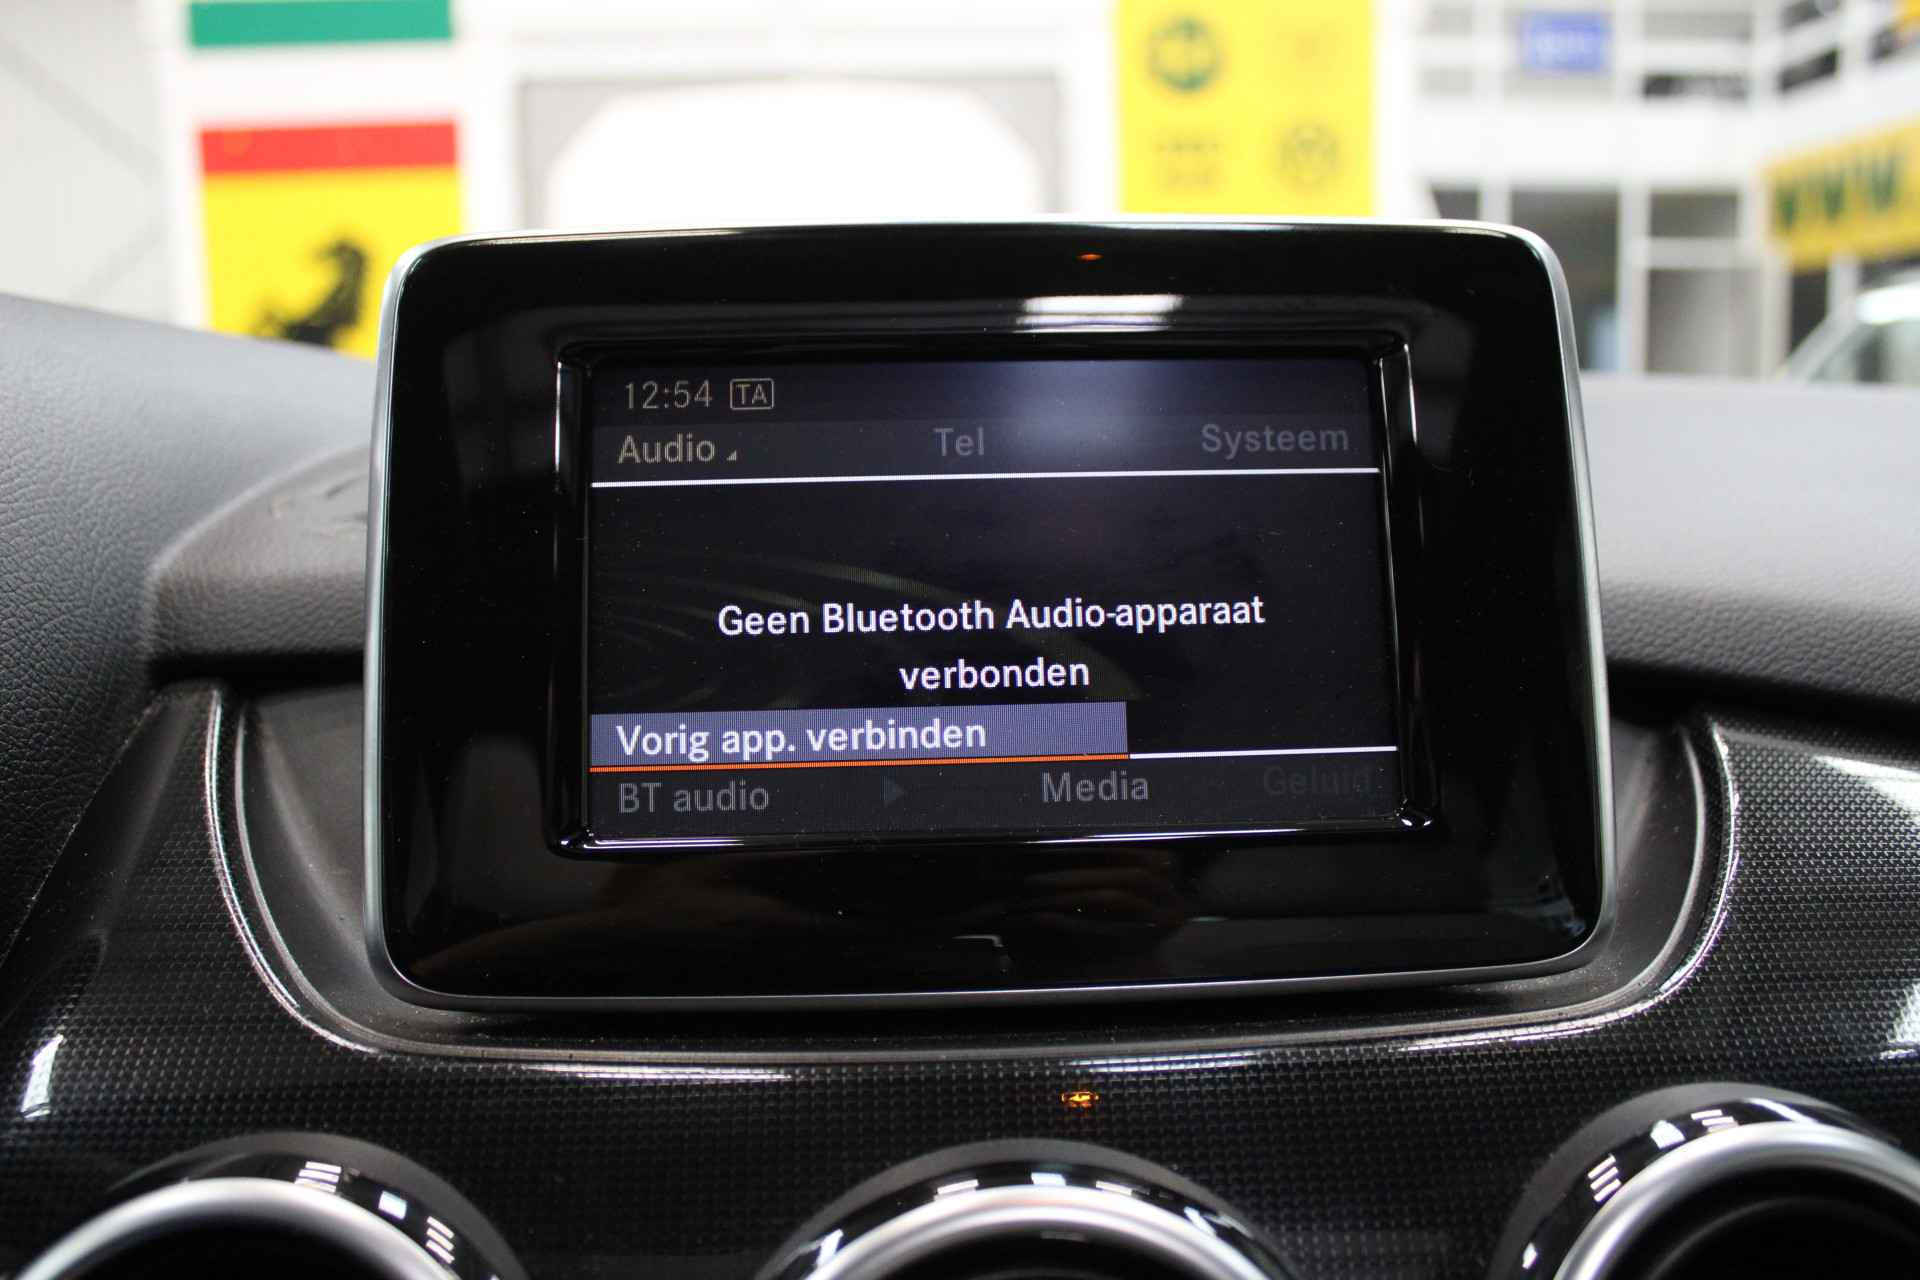 12:54 TA
Audio Tel Systeem
Geen Bluetooth Audio-apparaat
verbonden
Vorig app. verbinden
BT audio Media Geluid